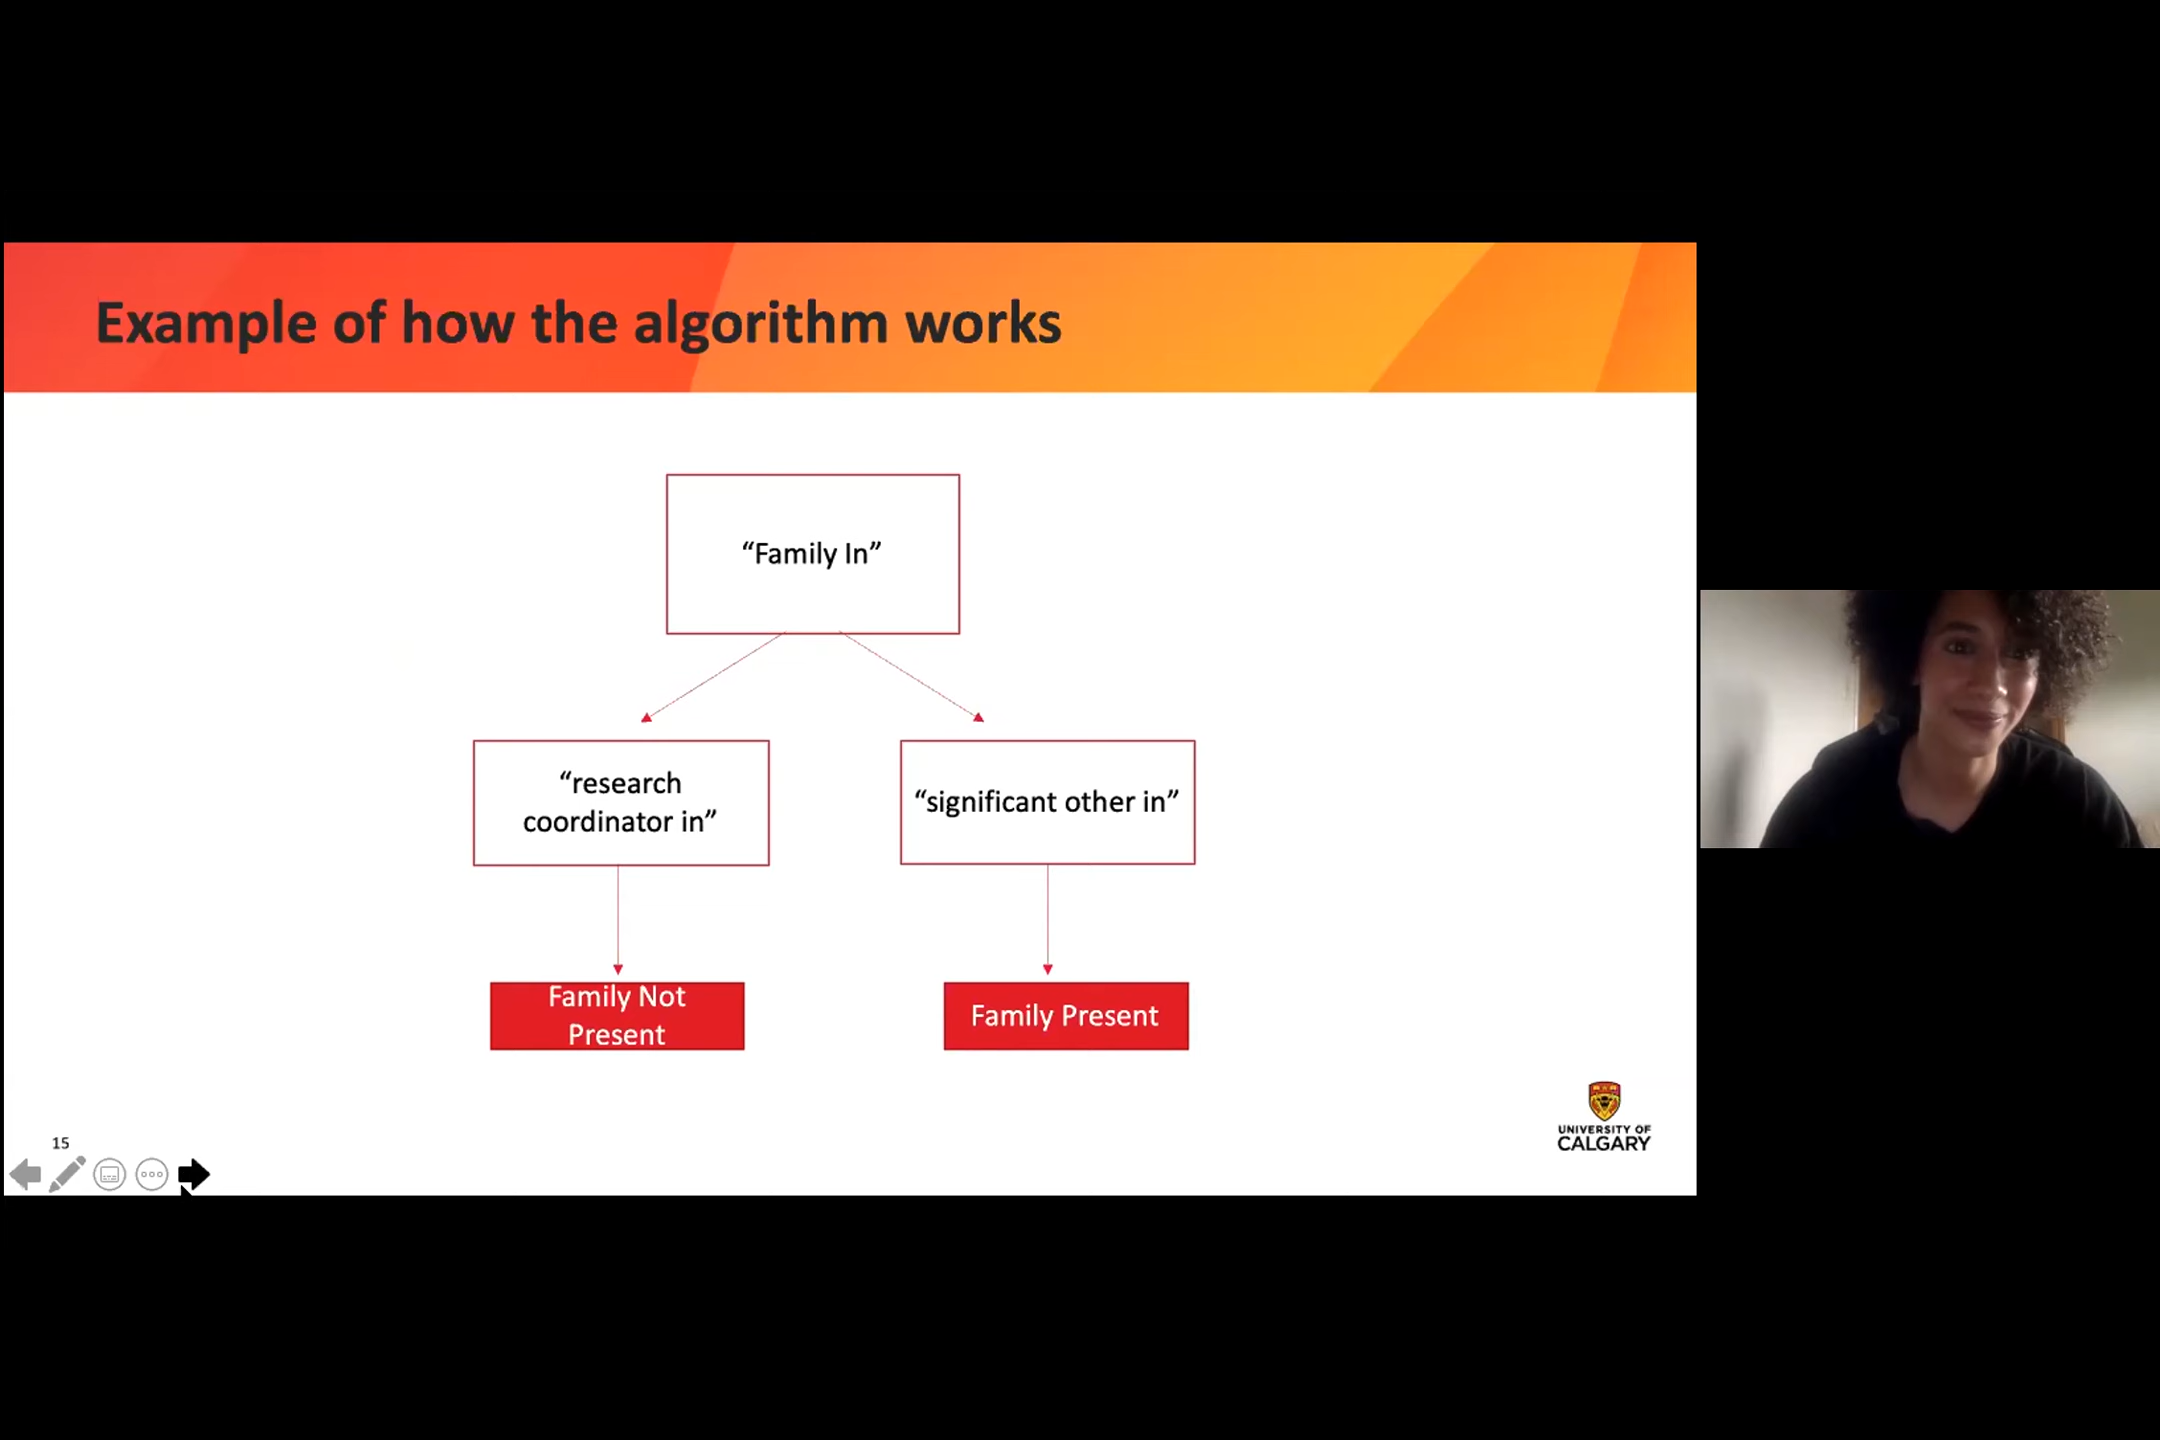 Example of how the algorithm works
“Family In”
“research
coordinator in”
“significant other in”
Family Not
Present
Family Present
15
UNIVERSITY OF
CALGARY